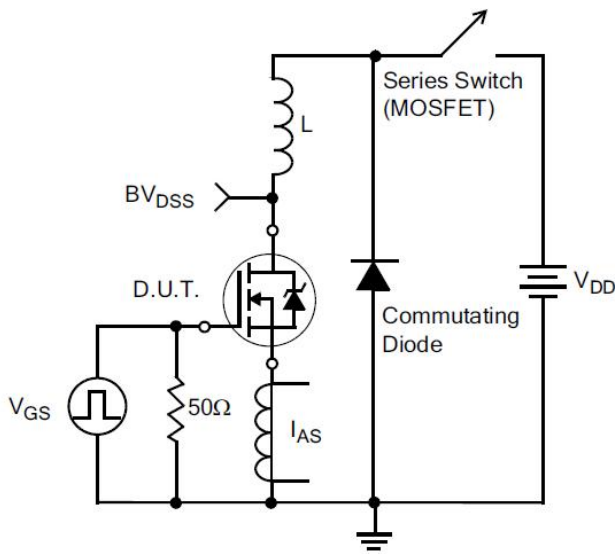 Series Switch
(MOSFET)
L
BVDSS
D.U.T.
VDD
Commutating
Diode
VGS
50Ω
IAS